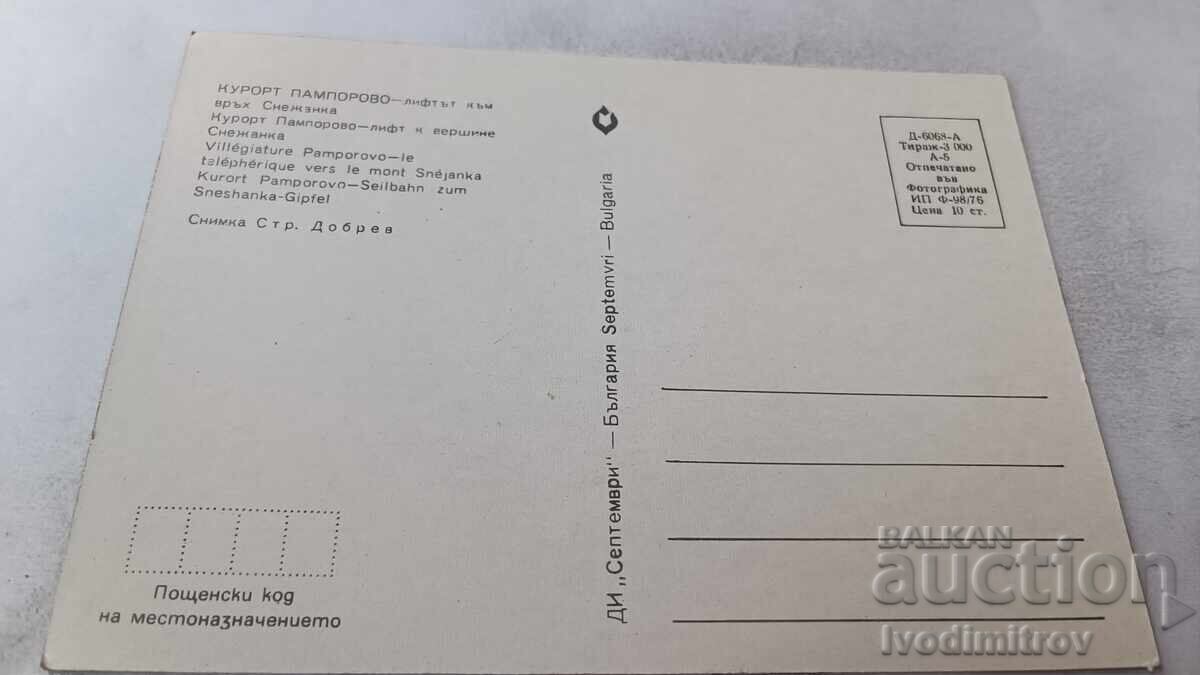 КУРОРТ ПАМПОРОВО—лифтът към
връх Снежанка
Курорт Пампорово—лифт к вершине
Снежанка
Villégiature Pamporovo—le
téléphérique vers le mont Snéjanka
Kurort Pamporovo—Seilbahn zum
Sneshanka-Gipfel
Снимка Стр. Добрев
Пощенски код
на местоназначението
ДИ „Септември" — България Septemvri — Bulgaria
Д-6068-А
Тираж-3 000
А-5
Отпечатано
във
Фотографика
ИП Ф-98/76
Цена 10 ст.
BALKAN
auction
Ivodimitrov